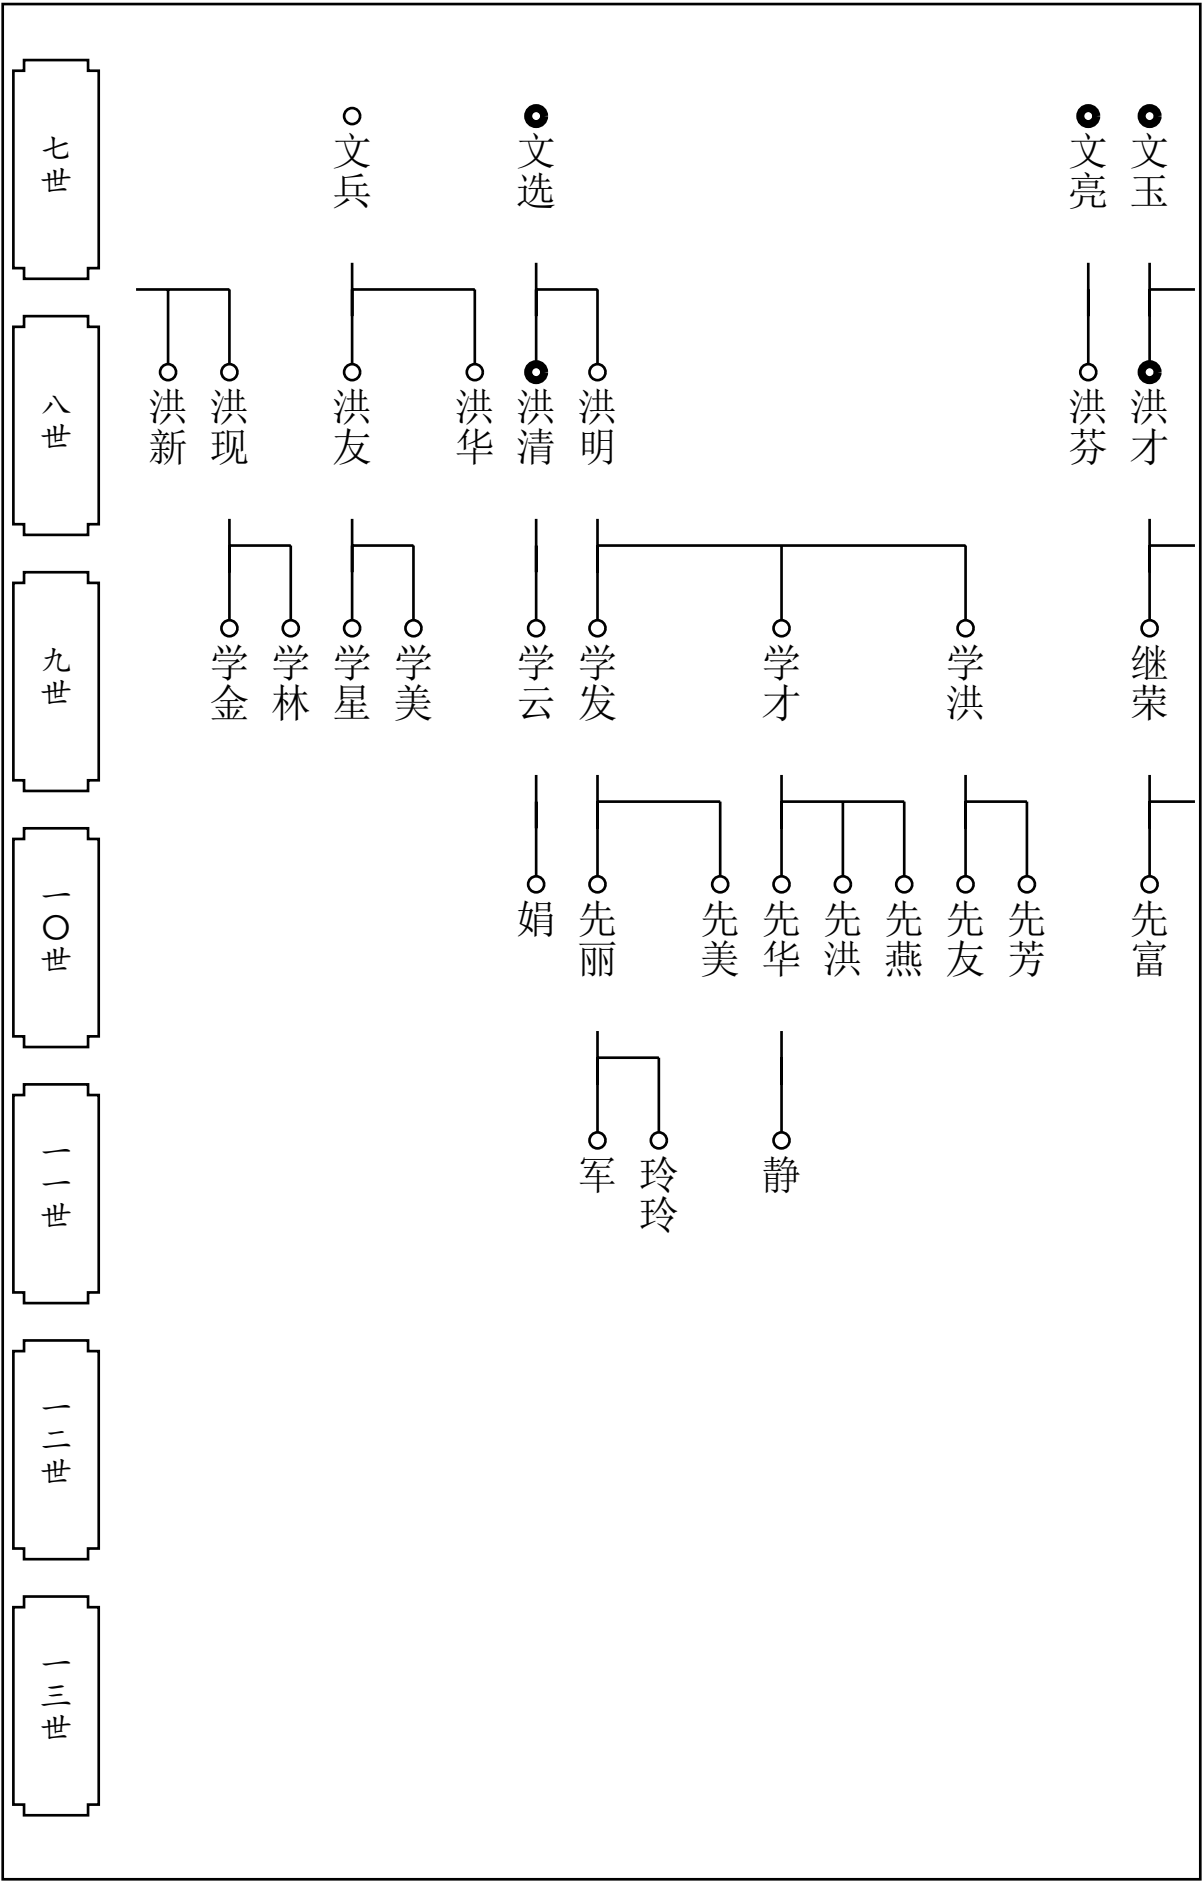 七世
文兵
文选
文亮
文玉
八世
洪新
洪现
洪友
洪华
洪清
洪明
洪芬
洪才
九世
学金
学林
学星
学美
学云
学发
学才
学洪
继荣
一〇世
娟
先丽
先美
先华
先洪
先燕
先友
先芳
先富
一一世
军
玲玲
静
一二世
一三世